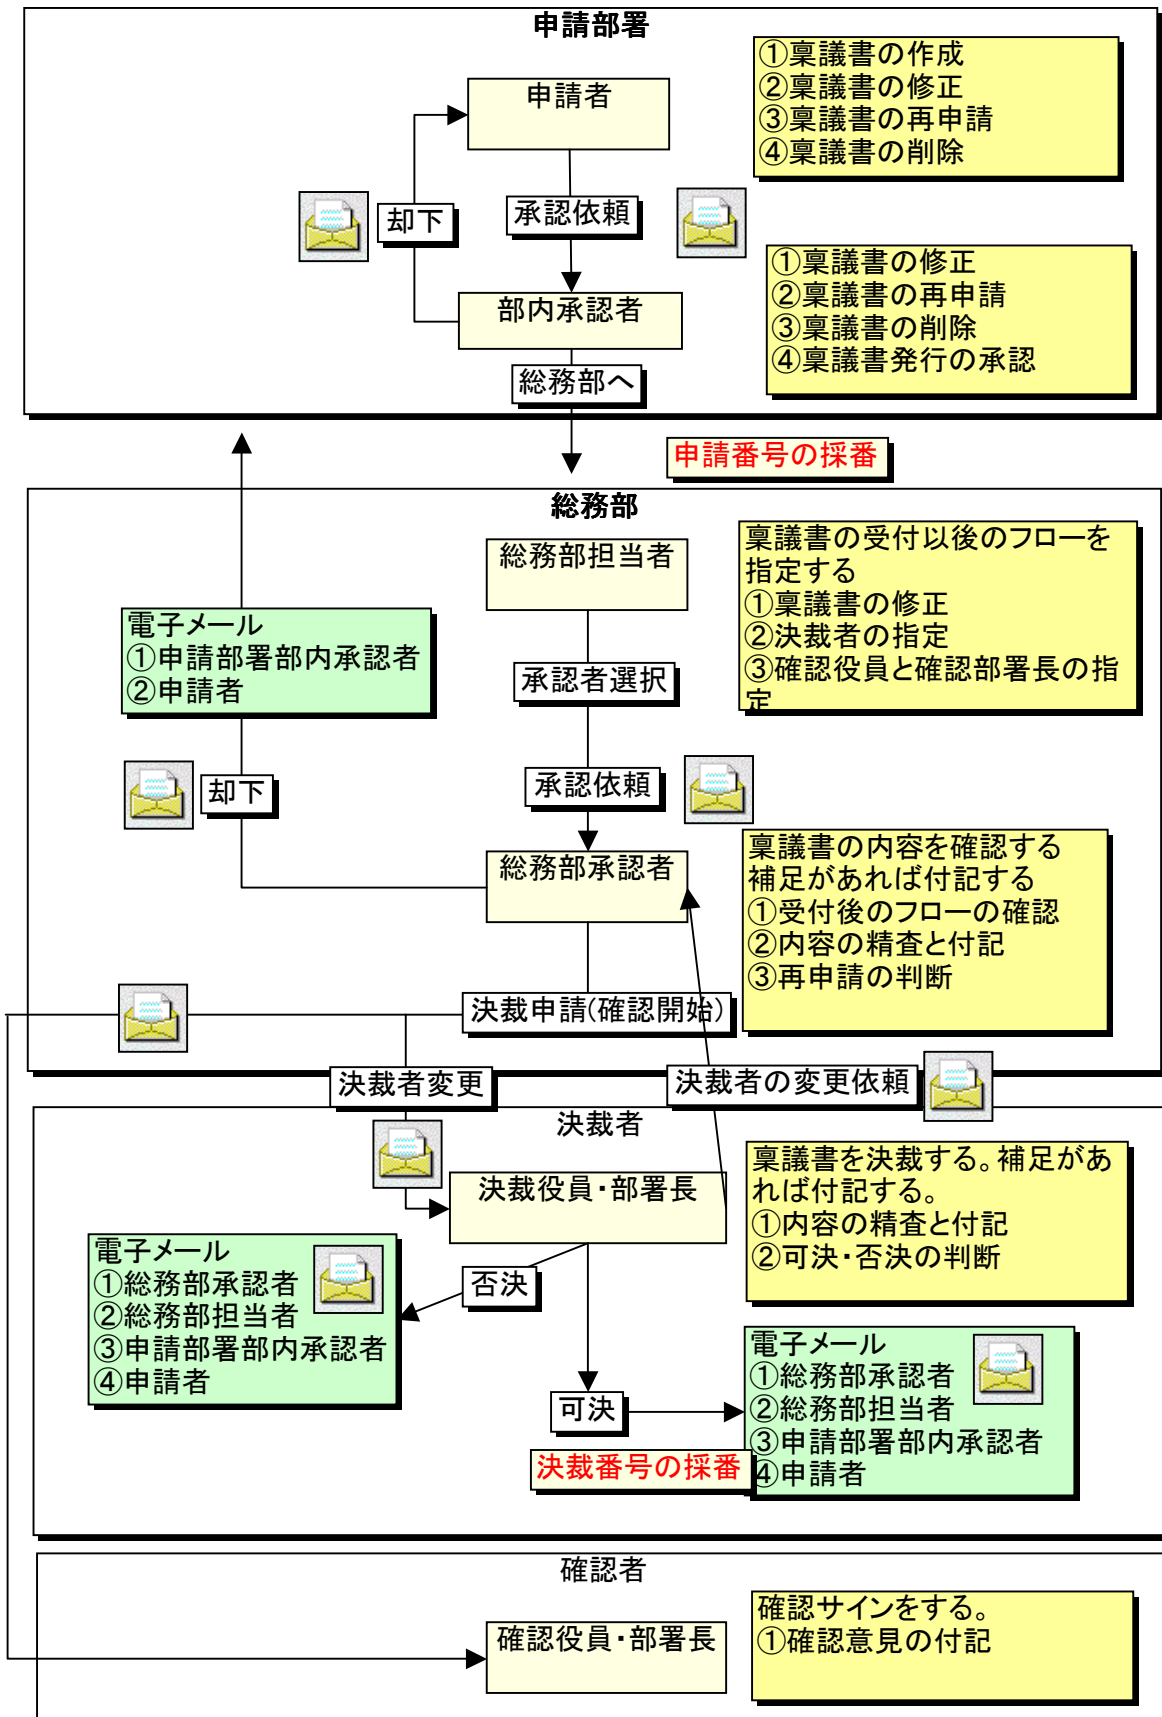 申請部署
申請者
①稟議書の作成
②稟議書の修正
③稟議書の再申請
④稟議書の削除
却下
承認依頼
部内承認者
①稟議書の修正
②稟議書の再申請
③稟議書の削除
④稟議書発行の承認
総務部へ
申請番号の採番
総務部
総務部担当者
稟議書の受付以後のフローを
指定する
①稟議書の修正
②決裁者の指定
③確認役員と確認部署長の指
定
電子メール
①申請部署部内承認者
②申請者
承認者選択
却下
承認依頼
総務部承認者
稟議書の内容を確認する
補足があれば付記する
①受付後のフローの確認
②内容の精査と付記
③再申請の判断
決裁申請(確認開始)
決裁者変更
決裁者の変更依頼
決裁者
決裁役員・部署長
稟議書を決裁する。補足があ
れば付記する。
①内容の精査と付記
②可決・否決の判断
電子メール
①総務部承認者
②総務部担当者
③申請部署部内承認者
④申請者
否決
可決
電子メール
①総務部承認者
②総務部担当者
③申請部署部内承認者
④申請者
決裁番号の採番
確認者
確認役員・部署長
確認サインをする。
①確認意見の付記